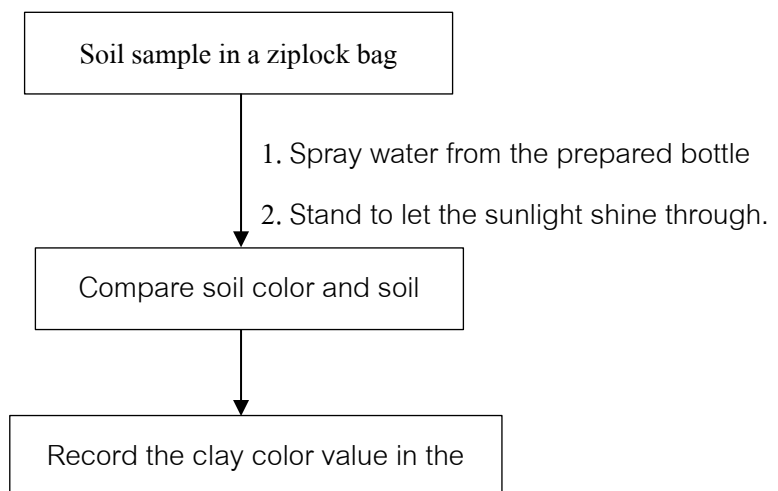 Soil sample in a ziplock bag
1. Spray water from the prepared bottle
2. Stand to let the sunlight shine through.
Compare soil color and soil
Record the clay color value in the